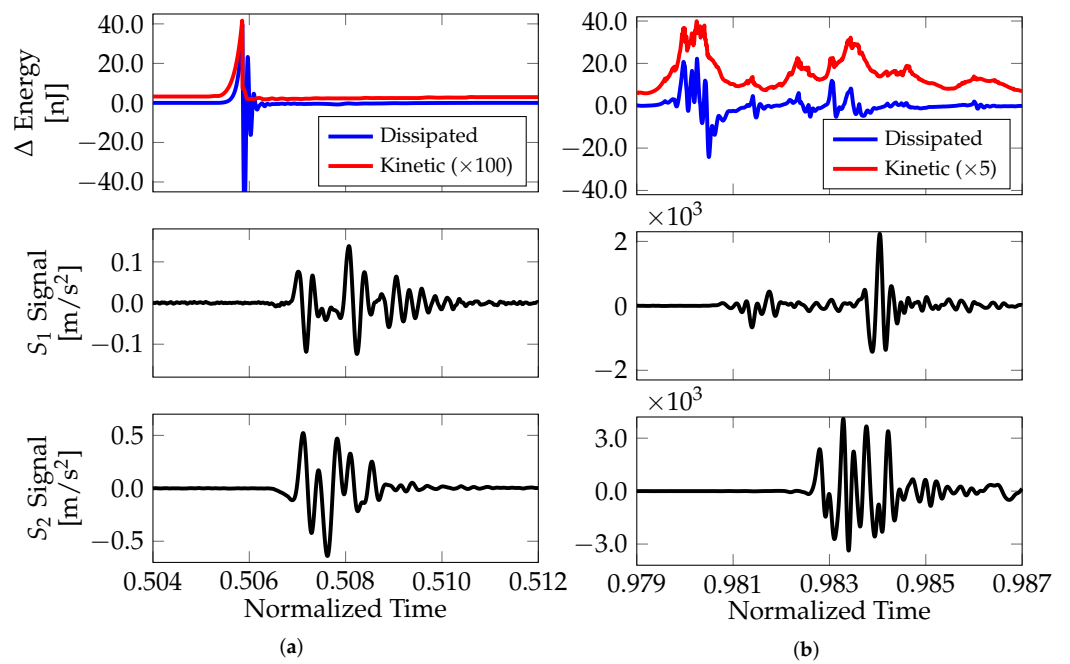 Δ Energy
[nJ]
40.0
20.0
0.0
−20.0
−40.0
Dissipated
Kinetic (×100)
S1 Signal
[m/s²]
0.1
0.0
−0.1
S2 Signal
[m/s²]
0.5
0.0
−0.5
0.504 0.506 0.508 0.510 0.512
Normalized Time
(a)
40.0
20.0
0.0
−20.0
−40.0
Dissipated
Kinetic (×5)
×10³
2
0
−2
×10³
3.0
0.0
−3.0
0.979 0.981 0.983 0.985 0.987
Normalized Time
(b)